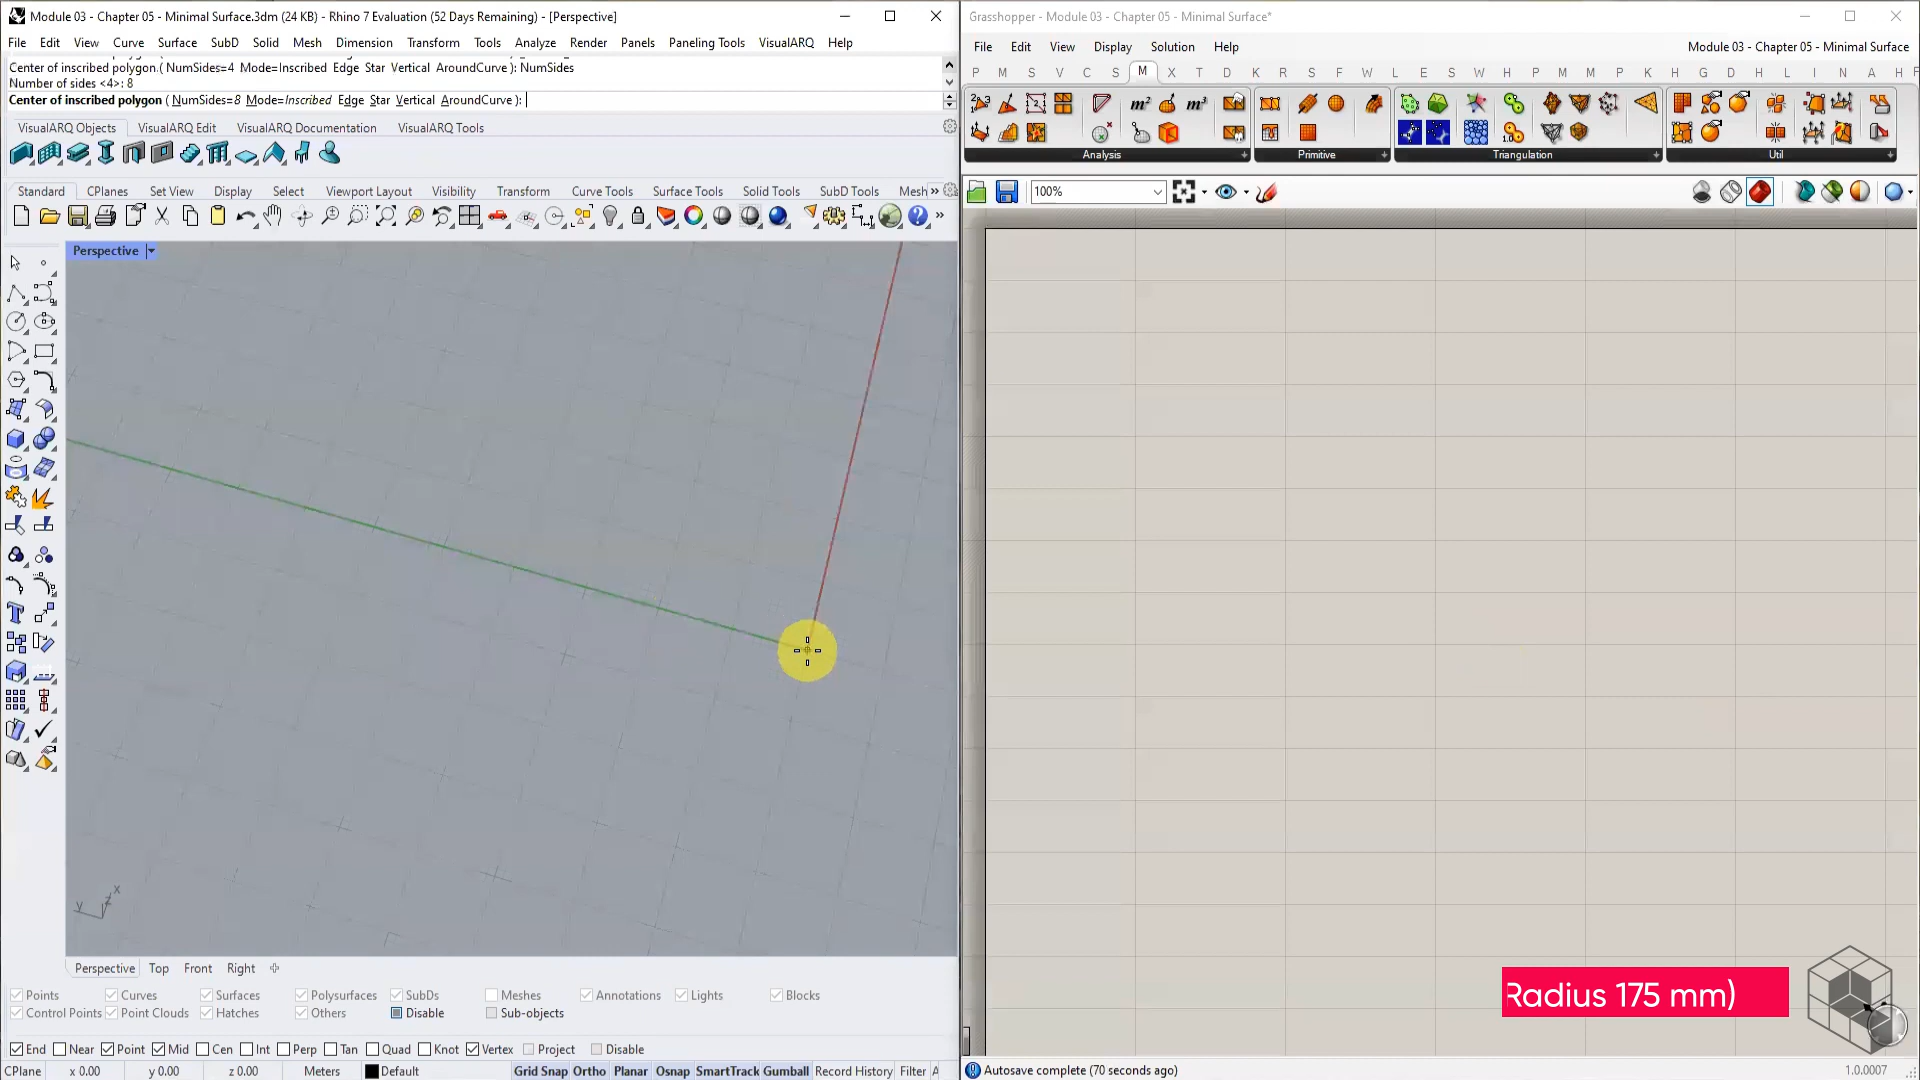 Module 03 - Chapter 05 - Minimal Surface.3dm (24 KB) - Rhino 7 Evaluation (52 Days Remaining) - [Perspective]
File Edit View Curve Surface SubD Solid Mesh Dimension Transform Tools Analyze Render Panels Paneling Tools VisualARQ Help
Center of inscribed polygon ( NumSides=4 Mode=Inscribed Edge Star Vertical AroundCurve ): NumSides
Number of sides <4>: 8
Center of inscribed polygon ( NumSides=8 Mode=Inscribed Edge Star Vertical AroundCurve ):
VisualARQ Objects VisualARQ Edit VisualARQ Documentation VisualARQ Tools
Standard CPlanes Set View Display Select Viewport Layout Visibility Transform Curve Tools Surface Tools Solid Tools SubD Tools Mesh »
Perspective
y z x
Perspective Top Front Right
Points Curves Surfaces Polysurfaces SubDs Meshes Annotations Lights Blocks
Control Points Point Clouds Hatches Others Disable Sub-objects
End Near Point Mid Cen Int Perp Tan Quad Knot Vertex Project Disable
CPlane x 0.00 y 0.00 z 0.00 Meters Default Grid Snap Ortho Planar Osnap SmartTrack Gumball Record History Filter
Grasshopper - Module 03 - Chapter 05 - Minimal Surface*
File Edit View Display Solution Help Module 03 - Chapter 05 - Minimal Surface
P M S V C S M X T D K R S F T W L E S W H P M M P K L H G D H L I N A H F
m² m³
Analysis Primitive Triangulation Util
100%
Radius 175 mm)
Autosave complete (70 seconds ago) 1.0.0007